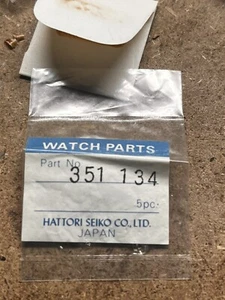 WATCH PARTS
Part No.
351 134
5pc.
HATTORI SEIKO CO., LTD.
JAPAN